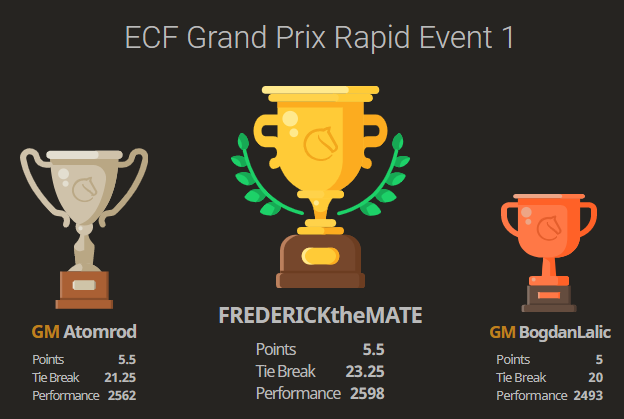 ECF Grand Prix Rapid Event 1
GM Atomrod
Points 5.5
Tie Break 21.25
Performance 2562
FREDERICKtheMATE
Points 5.5
Tie Break 23.25
Performance 2598
GM BogdanLalic
Points 5
Tie Break 20
Performance 2493